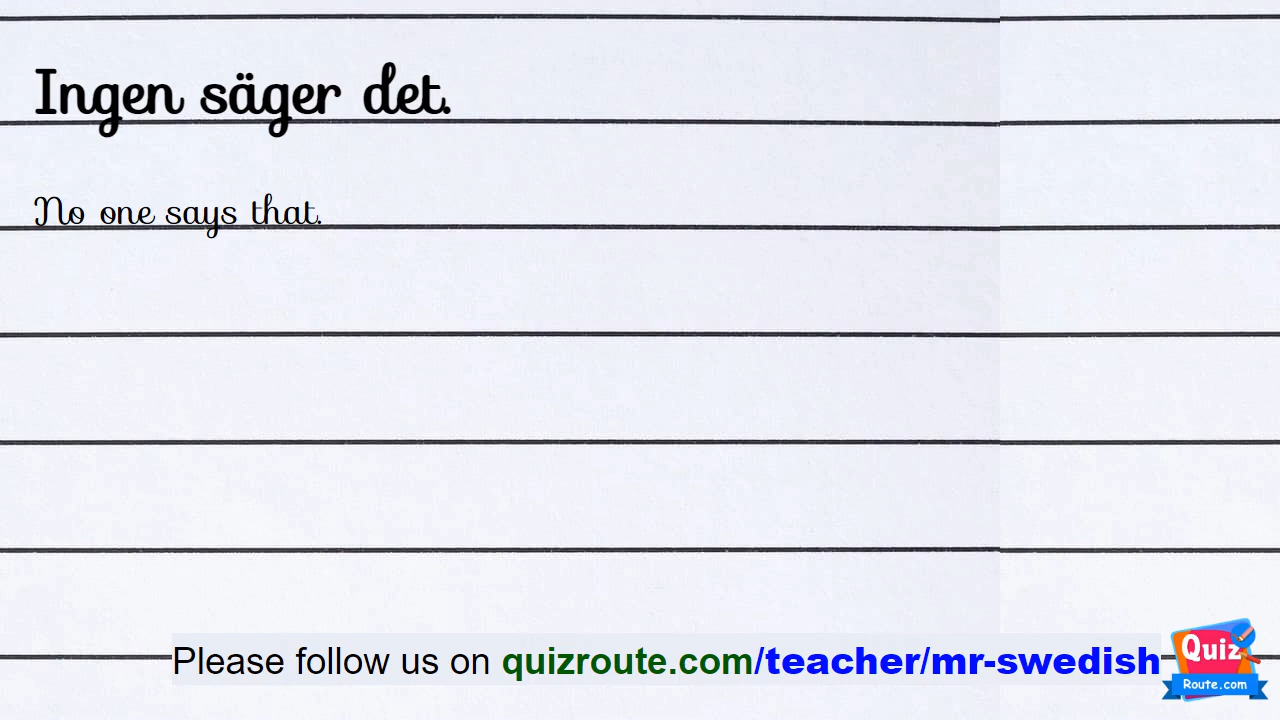 Ingen säger det.
No one says that.
Please follow us on quizroute.com/teacher/mr-swedish
Quiz
Route.com